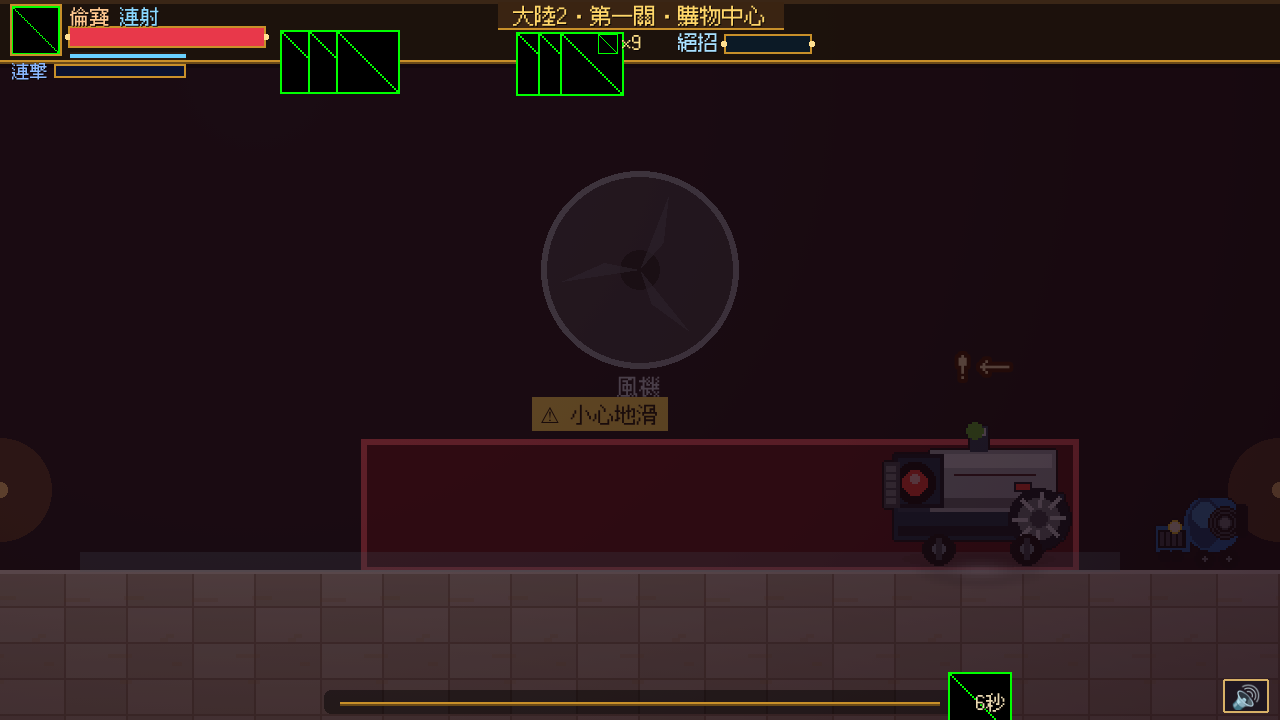 倫寶 連射
連擊
大陸2·第一關·購物中心
×9 絕招
風機
⚠ 小心地滑
6秒